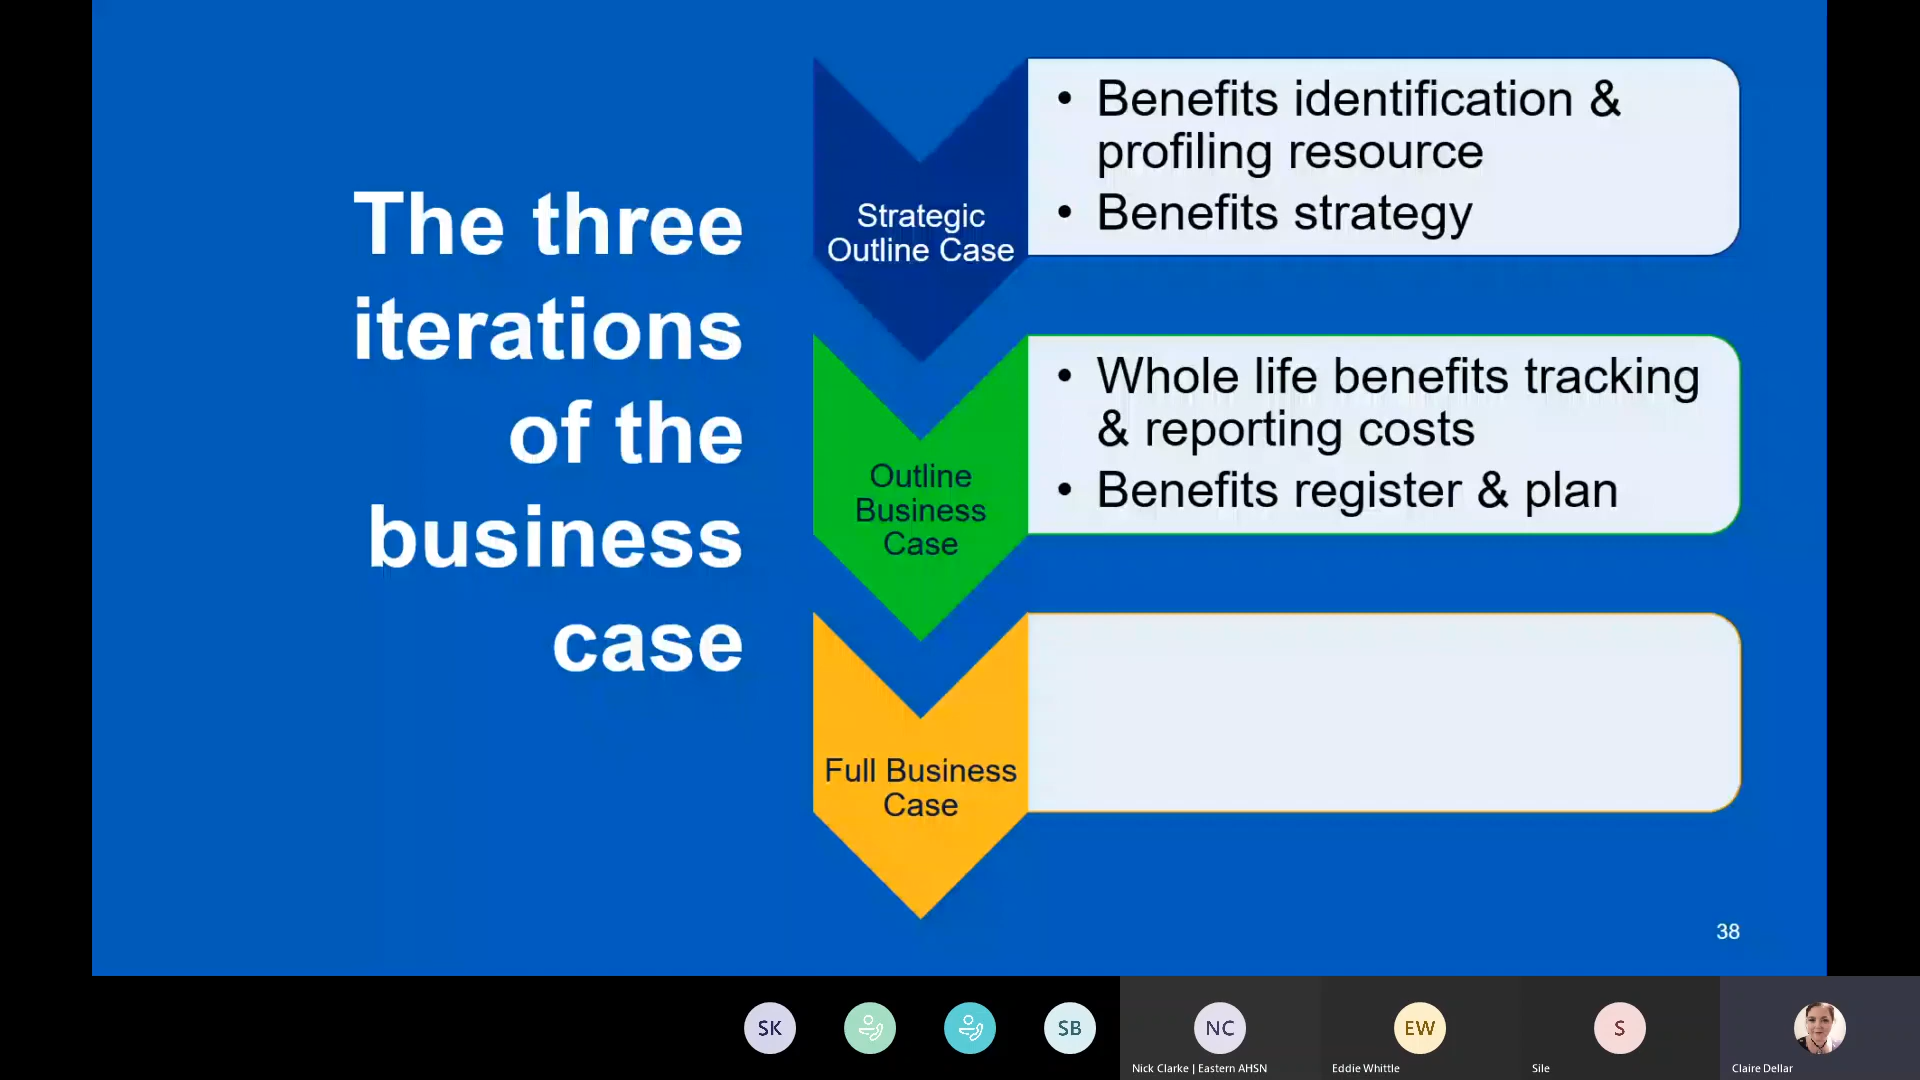 The three
iterations
of the
business
case
Strategic
Outline Case
• Benefits identification &
profiling resource
• Benefits strategy
Outline
Business
Case
• Whole life benefits tracking
& reporting costs
• Benefits register & plan
Full Business
Case
38
SK
SB
NC
Nick Clarke | Eastern AHSN
EW
Eddie Whittle
S
Sile
Claire Dellar